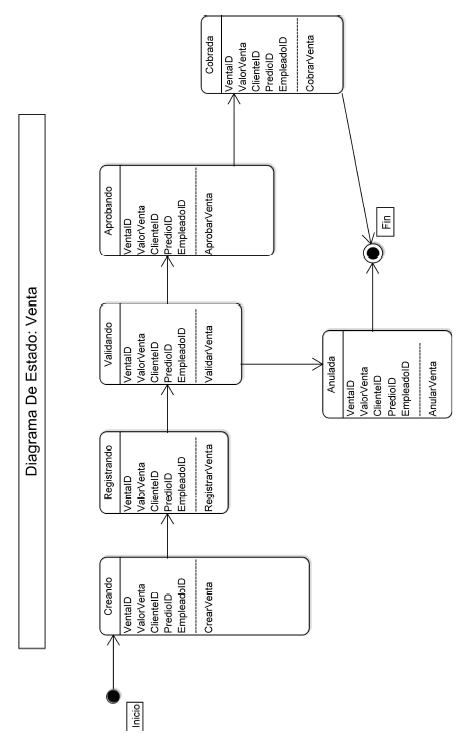 Diagrama De Estado: Venta
Inicio
Creando
VentaID
ValorVenta
ClienteID
PredioID
EmpleadoID
CrearVenta
Registrando
VentaID
ValorVenta
ClienteID
PredioID
EmpleadoID
RegistrarVenta
Validando
VentaID
ValorVenta
ClienteID
PredioID
EmpleadoID
ValidarVenta
Aprobando
VentaID
ValorVenta
ClienteID
PredioID
EmpleadoID
AprobarVenta
Cobrada
VentaID
ValorVenta
ClienteID
PredioID
EmpleadoID
CobrarVenta
Anulada
VentaID
ValorVenta
ClienteID
PredioID
EmpleadoID
AnularVenta
Fin